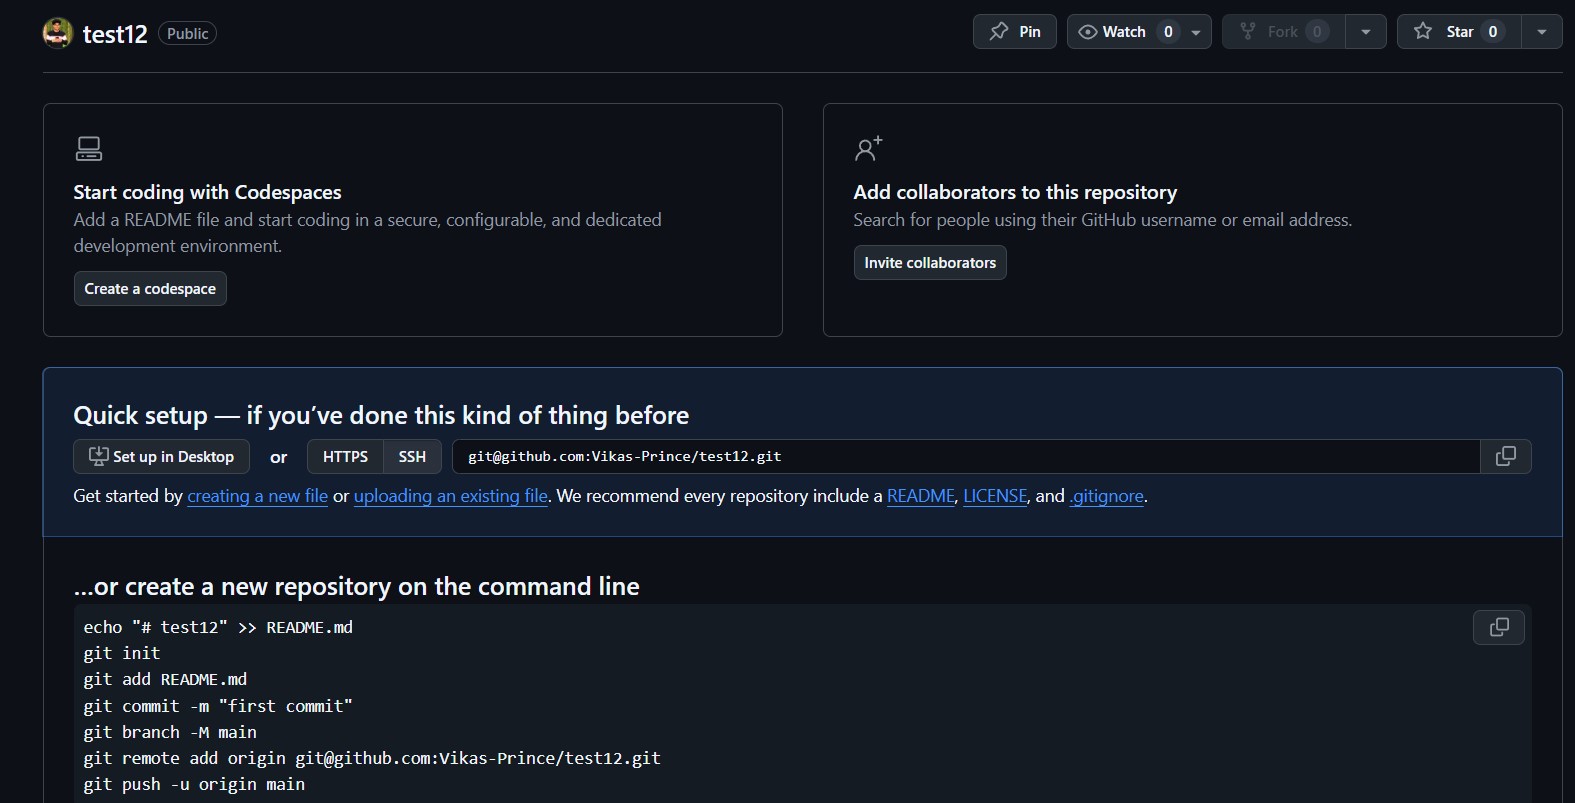 test12 Public Pin Watch 0 Fork 0 Star 0
Start coding with Codespaces
Add a README file and start coding in a secure, configurable, and dedicated
development environment.
Create a codespace
Add collaborators to this repository
Search for people using their GitHub username or email address.
Invite collaborators
Quick setup — if you’ve done this kind of thing before
Set up in Desktop or HTTPS SSH git@github.com:Vikas-Prince/test12.git
Get started by creating a new file or uploading an existing file. We recommend every repository include a README, LICENSE, and .gitignore.
…or create a new repository on the command line
echo "# test12" >> README.md
git init
git add README.md
git commit -m "first commit"
git branch -M main
git remote add origin git@github.com:Vikas-Prince/test12.git
git push -u origin main